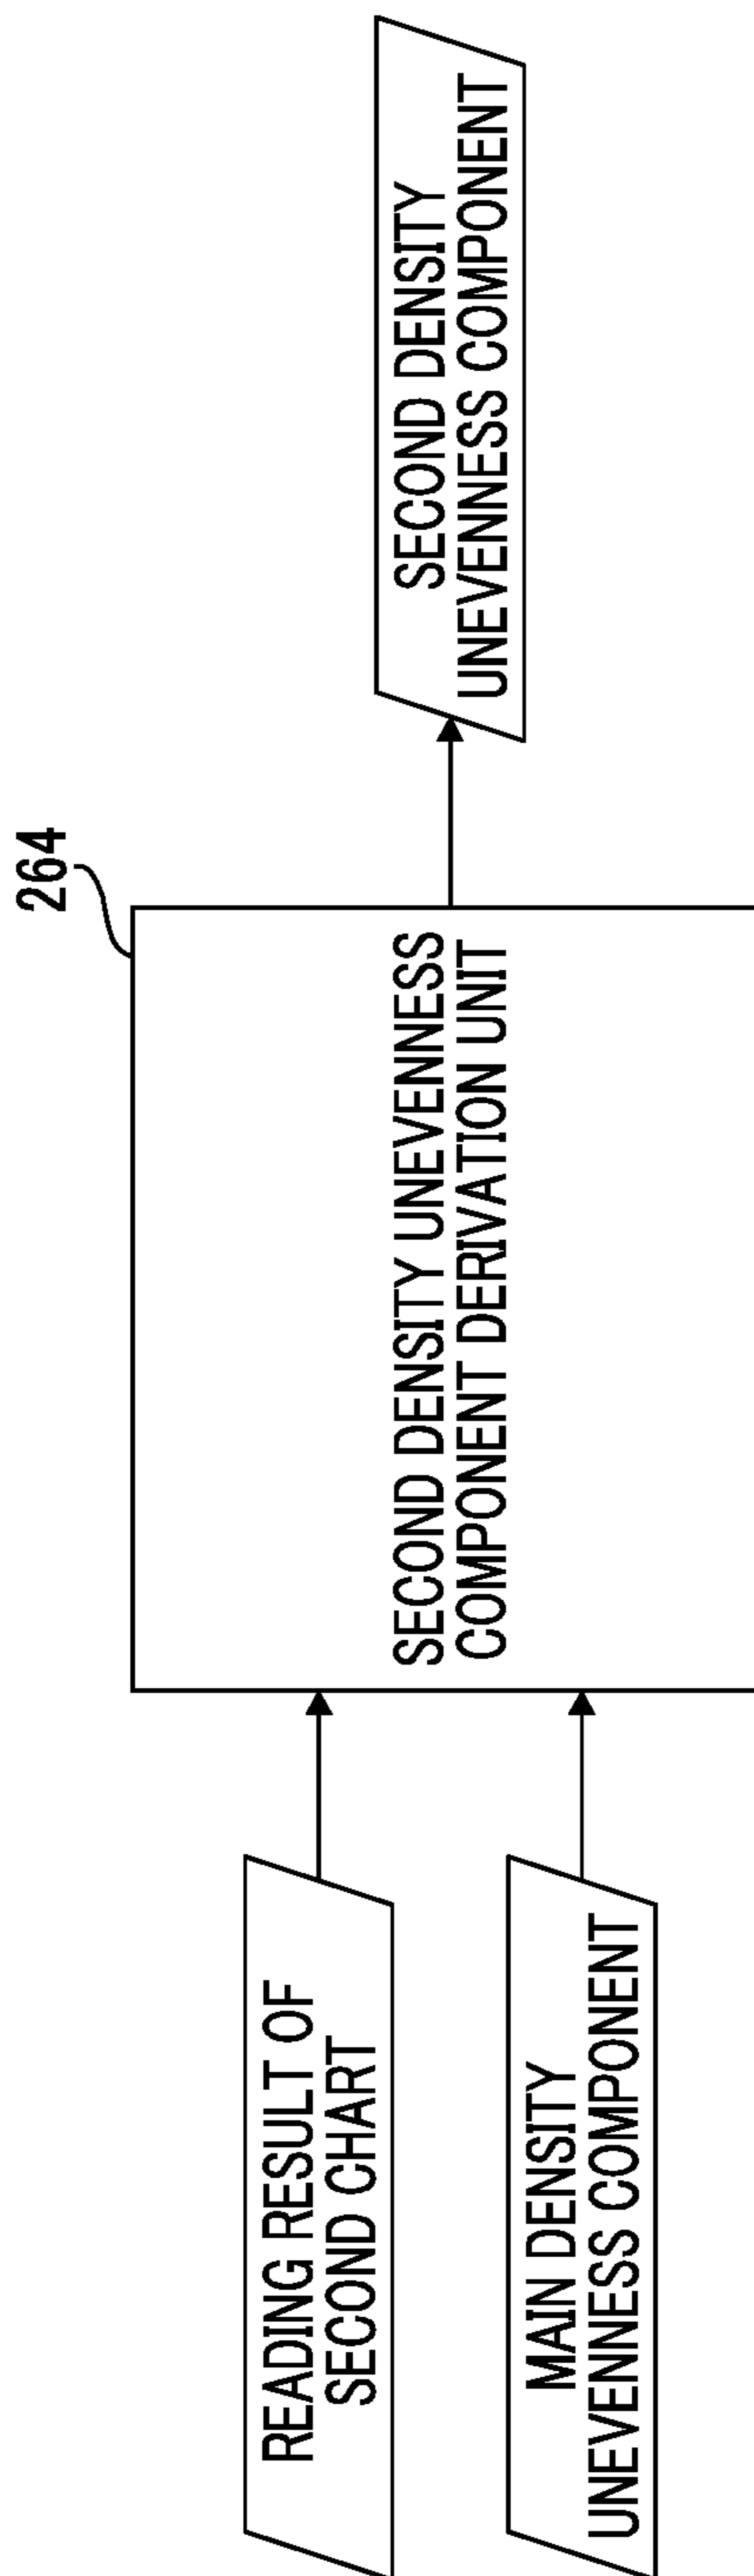 264
READING RESULT OF
SECOND CHART
MAIN DENSITY
UNEVENNESS COMPONENT
SECOND DENSITY UNEVENNESS
COMPONENT DERIVATION UNIT
SECOND DENSITY
UNEVENNESS COMPONENT